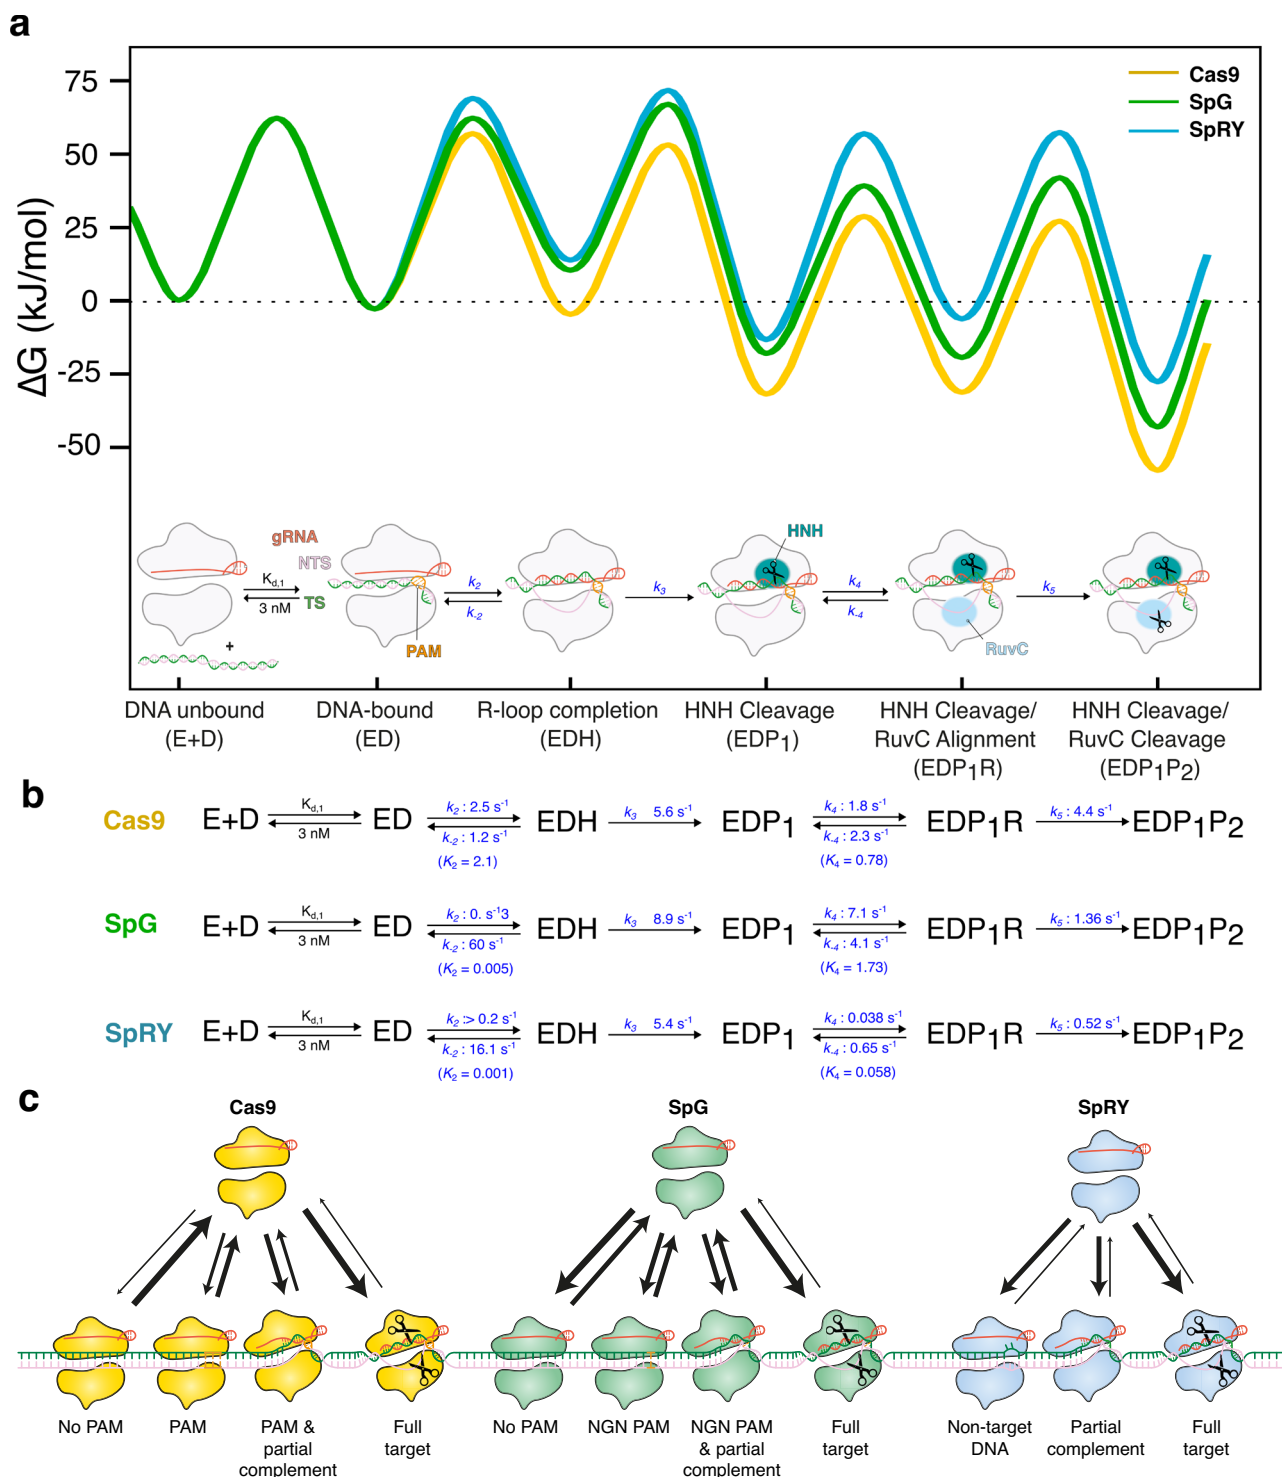 a
75
50
25
0
-25
-50
ΔG (kJ/mol)
Cas9
SpG
SpRY
gRNA
NTS
TS
Kd,1
3 nM
PAM
k2
k-2
k3
HNH
k4
k-4
RuvC
k5
+
DNA unbound
(E+D)
DNA-bound
(ED)
R-loop completion
(EDH)
HNH Cleavage
(EDP1)
HNH Cleavage/
RuvC Alignment
(EDP1R)
HNH Cleavage/
RuvC Cleavage
(EDP1P2)
b
Cas9 E+D Kd,1 3 nM ED k2 : 2.5 s-1 k-2 : 1.2 s-1 (K2 = 2.1) EDH k3 5.6 s-1 EDP1 k4 : 1.8 s-1 k-4 : 2.3 s-1 (K4 = 0.78) EDP1R k5 : 4.4 s-1 EDP1P2
SpG E+D Kd,1 3 nM ED k2 : 0. s-13 k-2 : 60 s-1 (K2 = 0.005) EDH k3 8.9 s-1 EDP1 k4 : 7.1 s-1 k-4 : 4.1 s-1 (K4 = 1.73) EDP1R k5 : 1.36 s-1 EDP1P2
SpRY E+D Kd,1 3 nM ED k2 :> 0.2 s-1 k-2 : 16.1 s-1 (K2 = 0.001) EDH k3 5.4 s-1 EDP1 k4 : 0.038 s-1 k-4 : 0.65 s-1 (K4 = 0.058) EDP1R k5 : 0.52 s-1 EDP1P2
c
Cas9
SpG
SpRY
No PAM
PAM
PAM &
partial
complement
Full
target
No PAM
NGN PAM
NGN PAM
& partial
complement
Full
target
Non-target
DNA
Partial
complement
Full
target